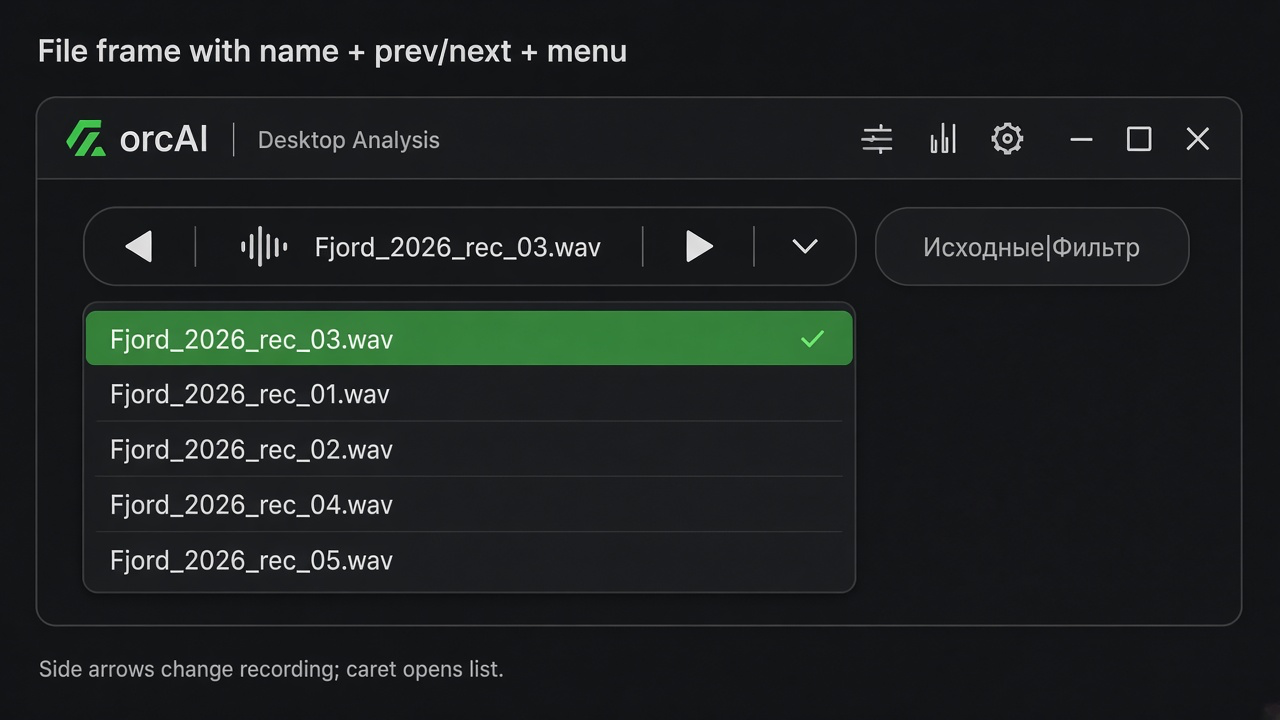 File frame with name + prev/next + menu
orcAI | Desktop Analysis
Fjord_2026_rec_03.wav
Исходные|Фильтр
Fjord_2026_rec_03.wav
Fjord_2026_rec_01.wav
Fjord_2026_rec_02.wav
Fjord_2026_rec_04.wav
Fjord_2026_rec_05.wav
Side arrows change recording; caret opens list.